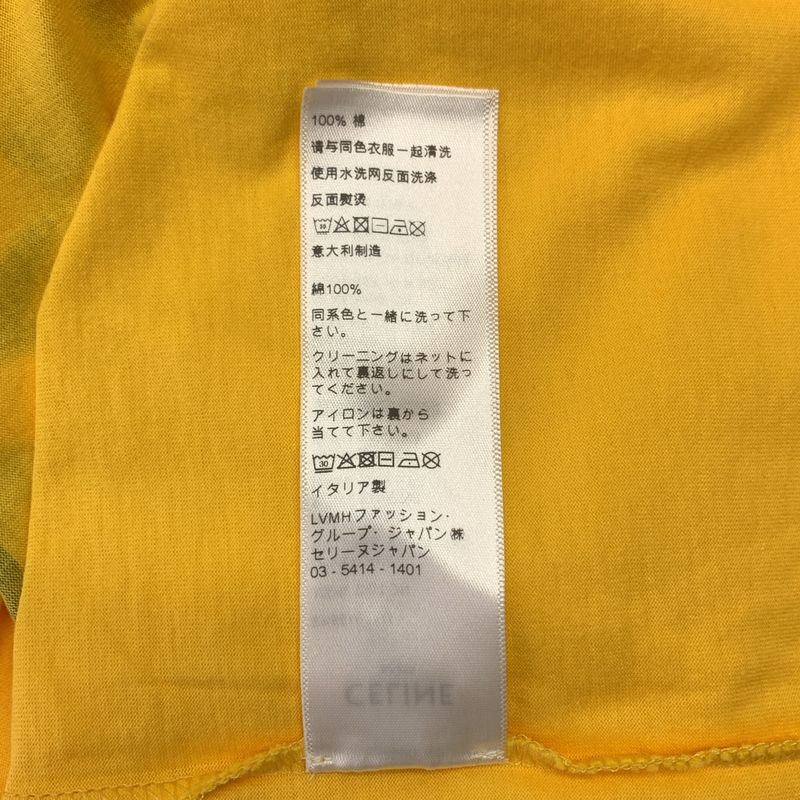 100% 棉
请与同色衣服一起清洗
使用水洗网反面洗涤
反面熨烫
30
意大利制造
綿100%
同系色と一緒に洗って下
さい。
クリーニングはネットに
入れて裏返しにして洗っ
てください。
アイロンは裏から
当てて下さい。
30
イタリア製
LVMHファッション・
グループ・ジャパン㈱
セリーヌジャパン
03 - 5414 - 1401
CELINE